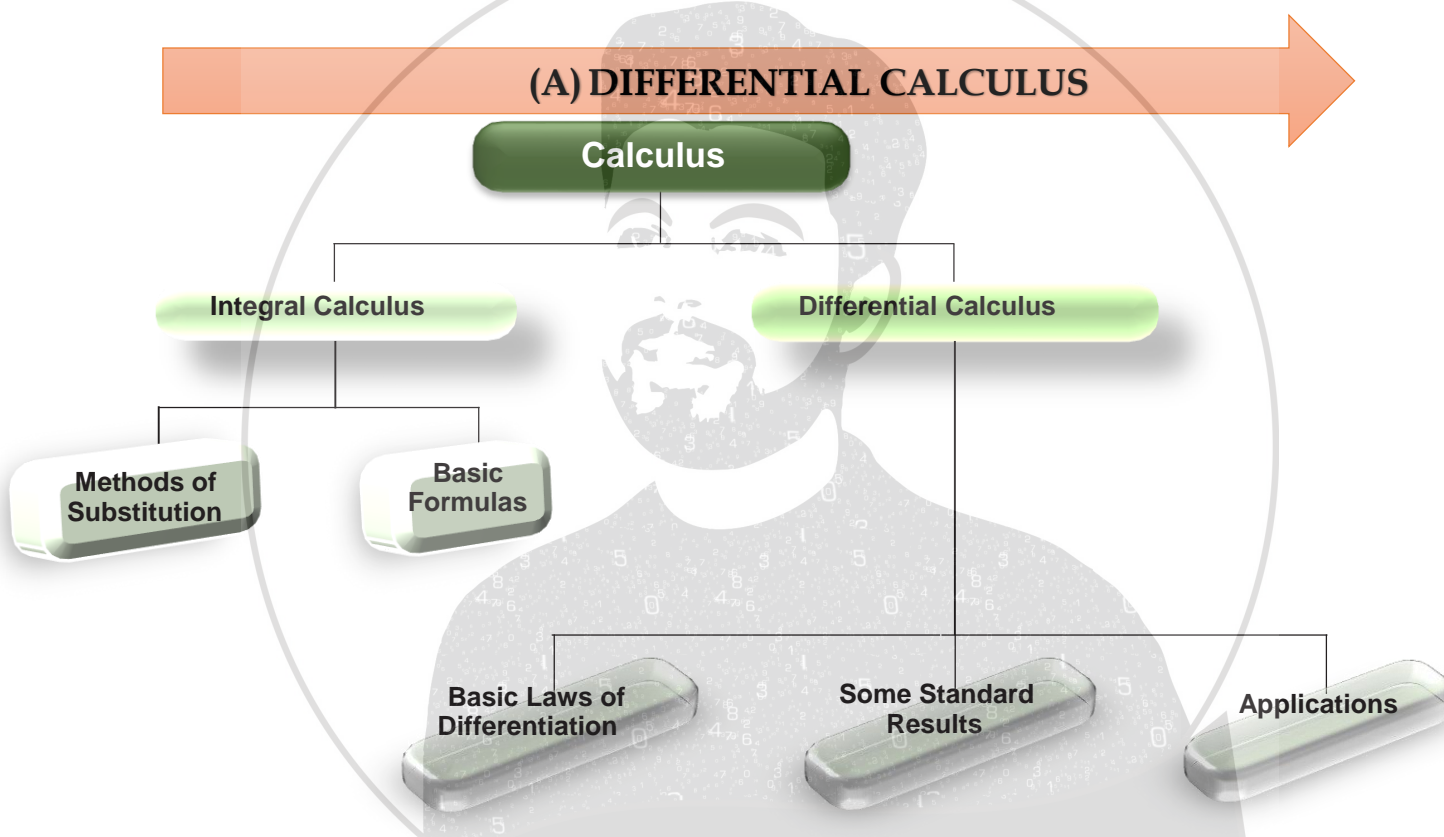 (A) DIFFERENTIAL CALCULUS
Calculus
Integral Calculus
Differential Calculus
Methods of
Substitution
Basic
Formulas
Basic Laws of
Differentiation
Some Standard
Results
Applications